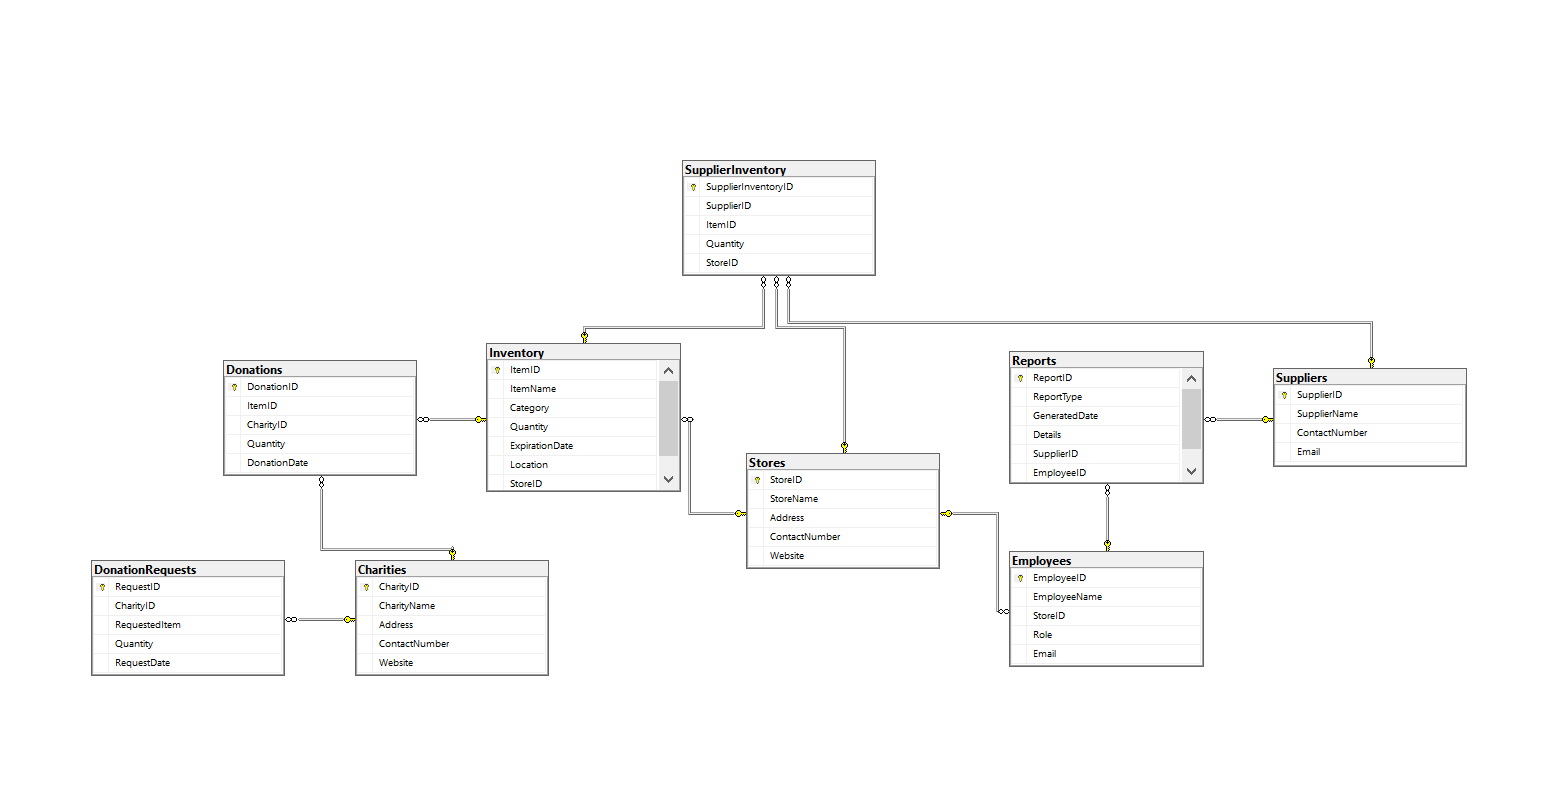 SupplierInventory
SupplierInventoryID
SupplierID
ItemID
Quantity
StoreID
Inventory
ItemID
ItemName
Category
Quantity
ExpirationDate
Location
StoreID
Donations
DonationID
ItemID
CharityID
Quantity
DonationDate
Reports
ReportID
ReportType
GeneratedDate
Details
SupplierID
EmployeeID
Suppliers
SupplierID
SupplierName
ContactNumber
Email
Stores
StoreID
StoreName
Address
ContactNumber
Website
DonationRequests
RequestID
CharityID
RequestedItem
Quantity
RequestDate
Charities
CharityID
CharityName
Address
ContactNumber
Website
Employees
EmployeeID
EmployeeName
StoreID
Role
Email